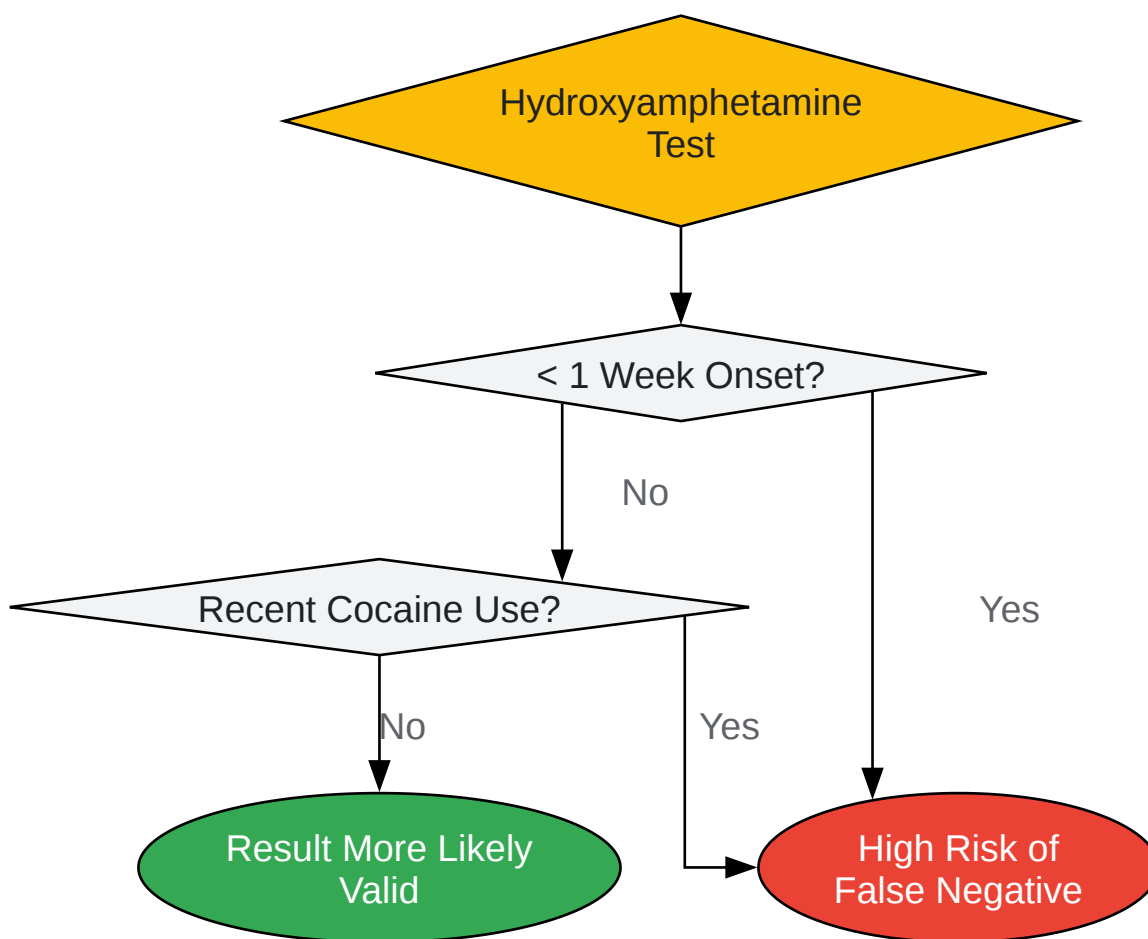 Hydroxyamphetamine
Test
< 1 Week Onset?
No
Recent Cocaine Use?
Yes
No
Yes
Result More Likely
Valid
High Risk of
False Negative